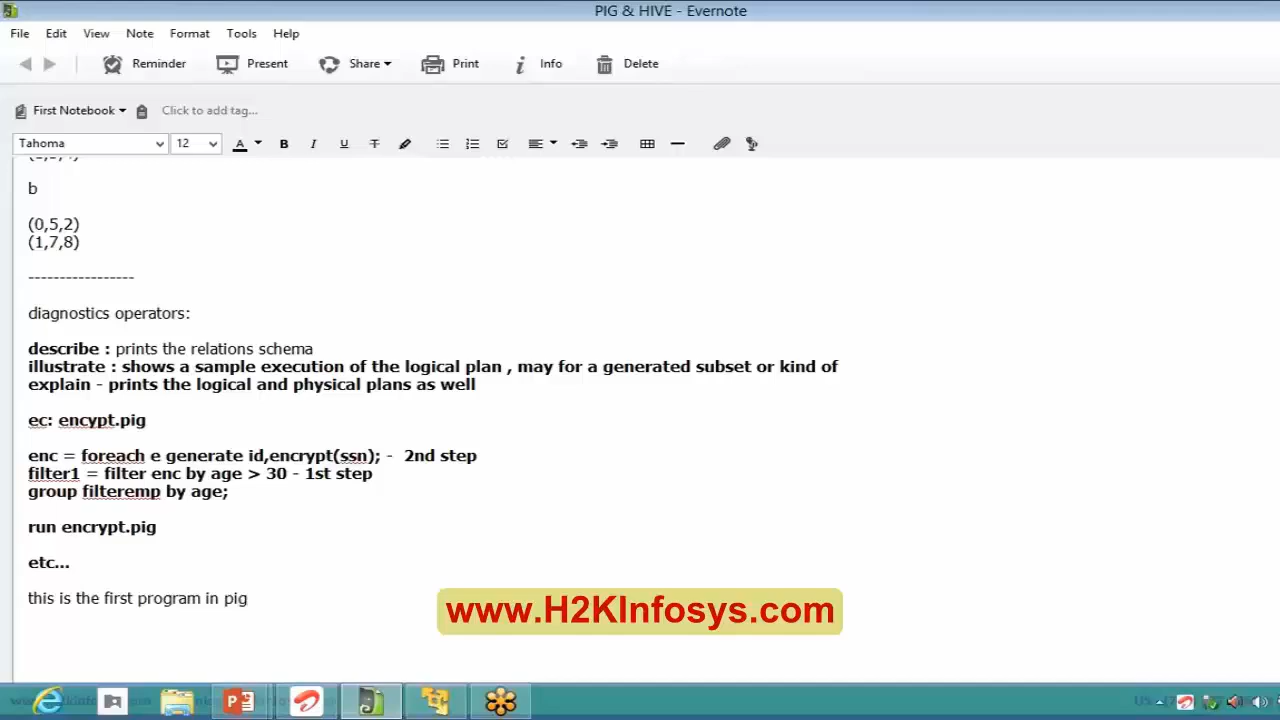 PIG & HIVE - Evernote
File Edit View Note Format Tools Help
Reminder Present Share Print Info Delete
First Notebook Click to add tag...
Tahoma 12 A B I U T
b
(0,5,2)
(1,7,8)
-----------------
diagnostics operators:
describe : prints the relations schema
illustrate : shows a sample execution of the logical plan , may for a generated subset or kind of
explain - prints the logical and physical plans as well
ec: encypt.pig
enc = foreach e generate id,encrypt(ssn); - 2nd step
filter1 = filter enc by age > 30 - 1st step
group filteremp by age;
run encrypt.pig
etc...
this is the first program in pig
www.H2KInfosys.com
US